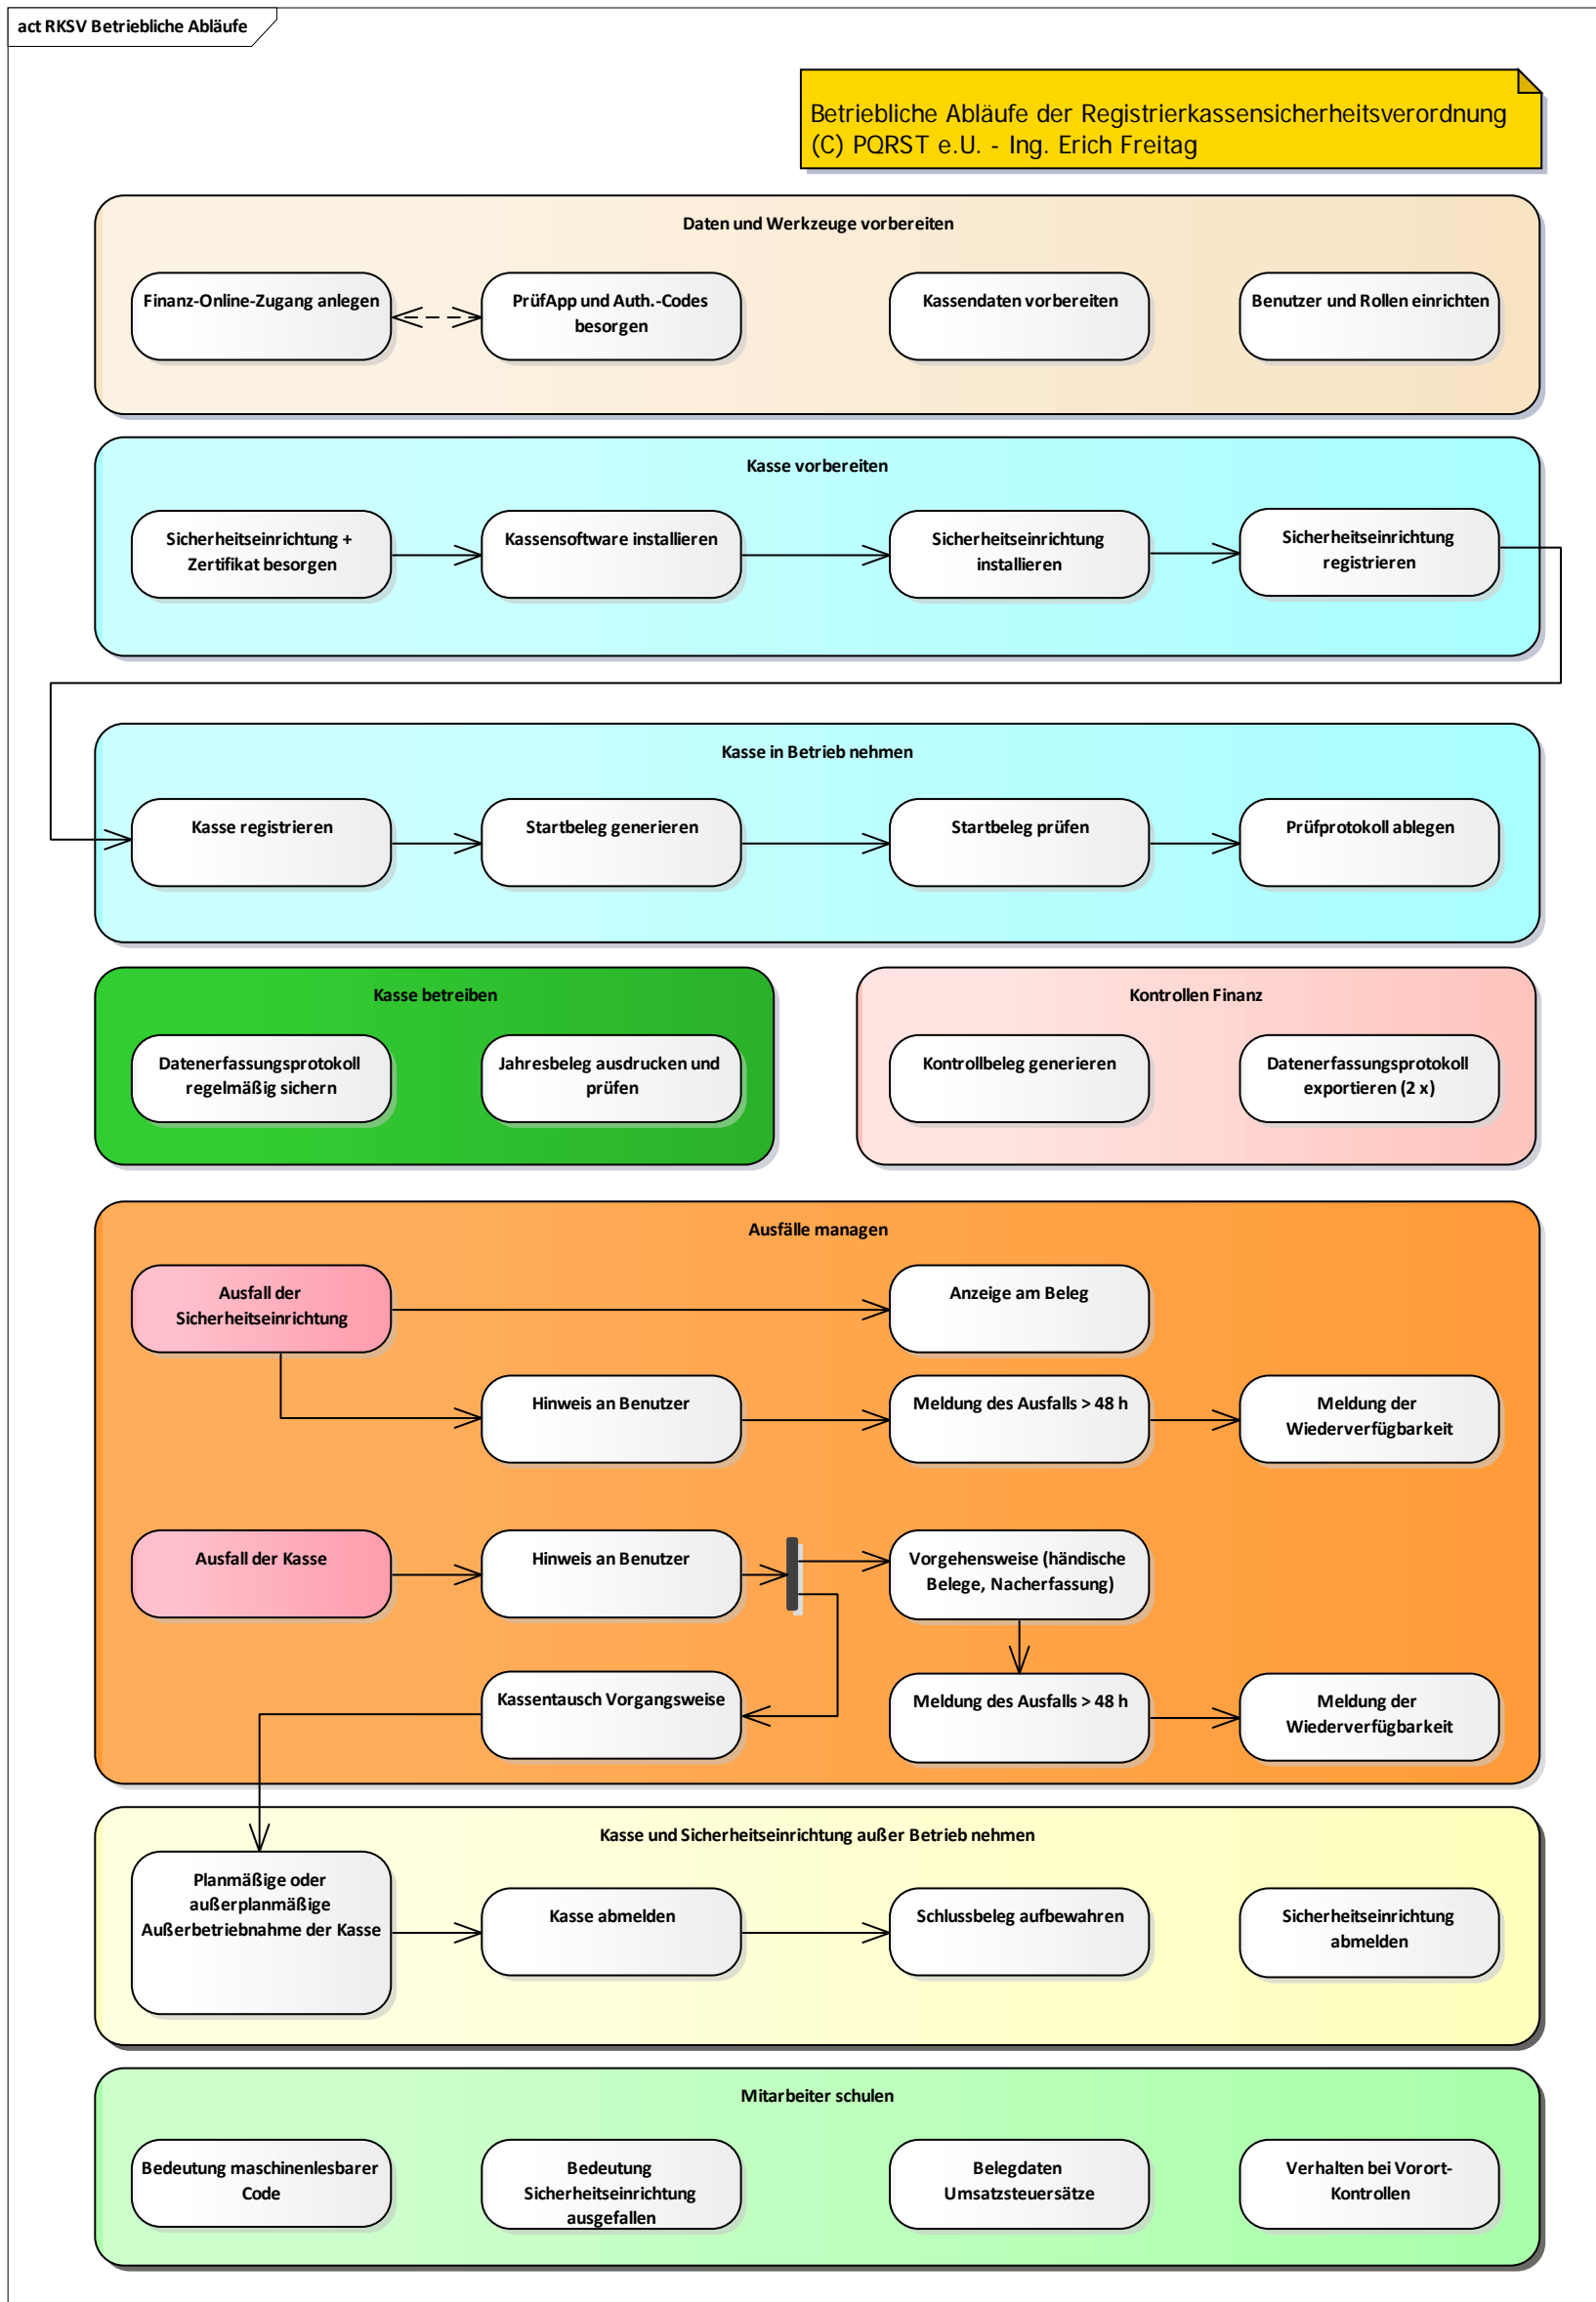 act RKSV Betriebliche Abläufe
Betriebliche Abläufe der Registrierkassensicherheitsverordnung
(C) PQRST e.U. - Ing. Erich Freitag
Daten und Werkzeuge vorbereiten
Finanz-Online-Zugang anlegen
PrüfApp und Auth.-Codes
besorgen
Kassendaten vorbereiten
Benutzer und Rollen einrichten
Kasse vorbereiten
Sicherheitseinrichtung +
Zertifikat besorgen
Kassensoftware installieren
Sicherheitseinrichtung
installieren
Sicherheitseinrichtung
registrieren
Kasse in Betrieb nehmen
Kasse registrieren
Startbeleg generieren
Startbeleg prüfen
Prüfprotokoll ablegen
Kasse betreiben
Datenerfassungsprotokoll
regelmäßig sichern
Jahresbeleg ausdrucken und
prüfen
Kontrollen Finanz
Kontrollbeleg generieren
Datenerfassungsprotokoll
exportieren (2 x)
Ausfälle managen
Ausfall der
Sicherheitseinrichtung
Anzeige am Beleg
Hinweis an Benutzer
Meldung des Ausfalls > 48 h
Meldung der
Wiederverfügbarkeit
Ausfall der Kasse
Hinweis an Benutzer
Vorgehensweise (händische
Belege, Nacherfassung)
Kassentausch Vorgangsweise
Meldung des Ausfalls > 48 h
Meldung der
Wiederverfügbarkeit
Kasse und Sicherheitseinrichtung außer Betrieb nehmen
Planmäßige oder
außerplanmäßige
Außerbetriebnahme der Kasse
Kasse abmelden
Schlussbeleg aufbewahren
Sicherheitseinrichtung
abmelden
Mitarbeiter schulen
Bedeutung maschinenlesbarer
Code
Bedeutung
Sicherheitseinrichtung
ausgefallen
Belegdaten
Umsatzsteuersätze
Verhalten bei Vorort-
Kontrollen